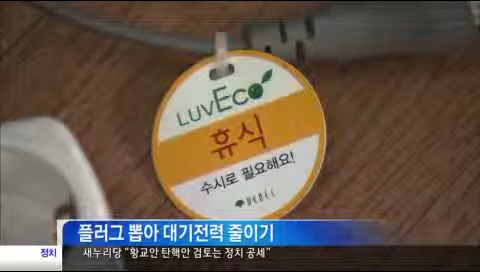 LUVECO
휴식
수시로 필요해요!
BEBEL
플러그 뽑아 대기전력 줄이기
정치
새누리당 "황교안 탄핵안 검토는 정치 공세"